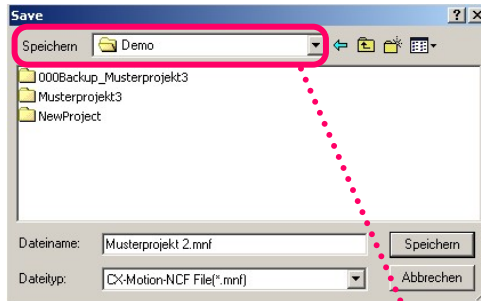 Save
Speichern Demo
000Backup_Musterprojekt3
Musterprojekt3
NewProject
Dateiname: Musterprojekt 2.mnf Speichern
Dateityp: CX-Motion-NCF File(*.mnf) Abbrechen